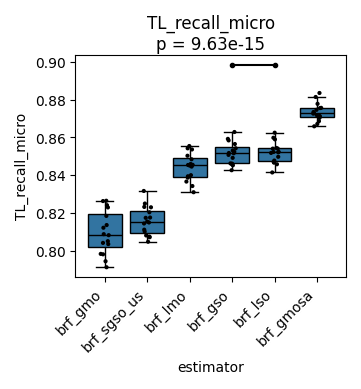 TL_recall_micro
p = 9.63e-15
TL_recall_micro
0.90
0.88
0.86
0.84
0.82
0.80
brf_gmo
brf_sgso_us
brf_lmo
brf_gso
brf_lso
brf_gmosa
estimator